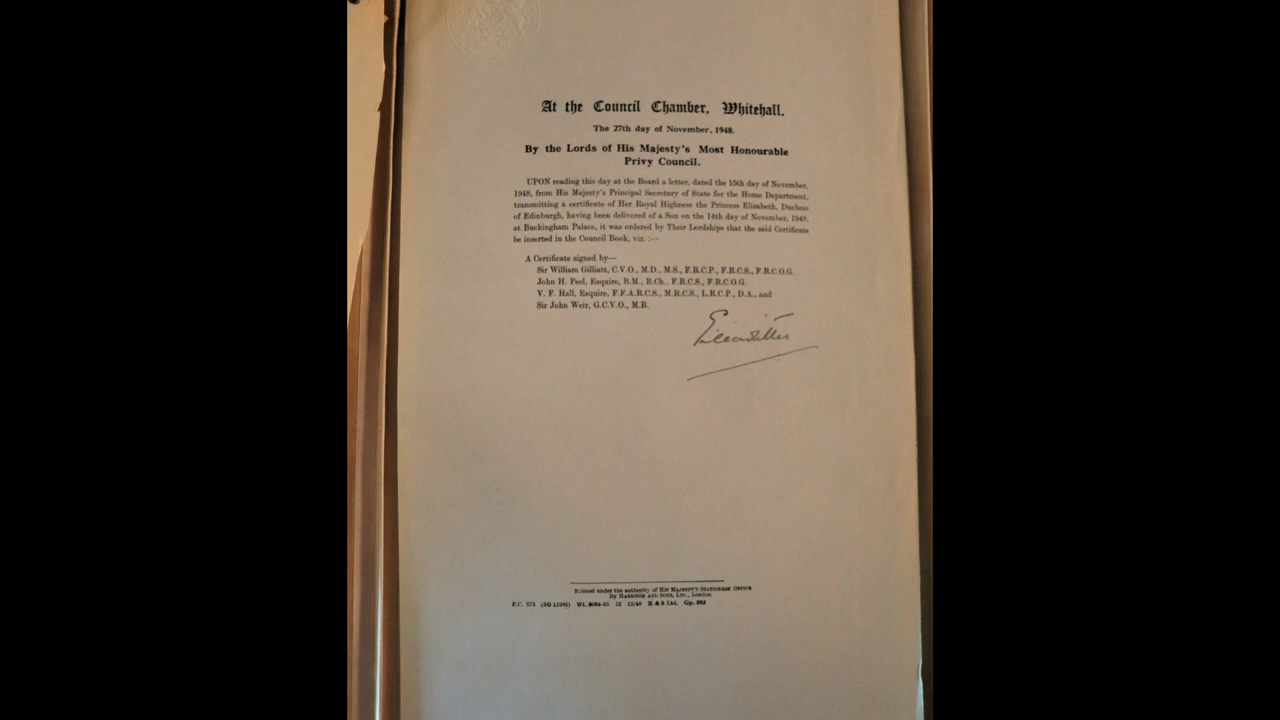 At the Council Chamber, Whitehall.
The 27th day of November, 1948.
By the Lords of His Majesty's Most Honourable
Privy Council.
UPON reading this day at the Board a letter, dated the 15th day of November,
1948, from His Majesty's Principal Secretary of State for the Home Department,
transmitting a certificate of Her Royal Highness the Princess Elizabeth, Duchess
of Edinburgh, having been delivered of a Son on the 14th day of November, 1948,
at Buckingham Palace, it was ordered by Their Lordships that the said Certificate
be inserted in the Council Book, viz. :—
A Certificate signed by—
Sir William Gilliatt, C.V.O., M.D., M.S., F.R.C.P., F.R.C.S., F.R.C.O.G.
John H. Peel, Esquire, B.M., B.Ch., F.R.C.S., F.R.C.O.G.
V. F. Hall, Esquire, F.F.A.R.C.S., M.R.C.S., L.R.C.P., D.A., and
Sir John Weir, G.C.V.O., M.B.
Printed under the authority of HIS MAJESTY'S STATIONERY OFFICE
By HARRISON AND SONS, LTD., London
P.C. 575 Wt. 12 11/48 H & S Ltd. Gp.